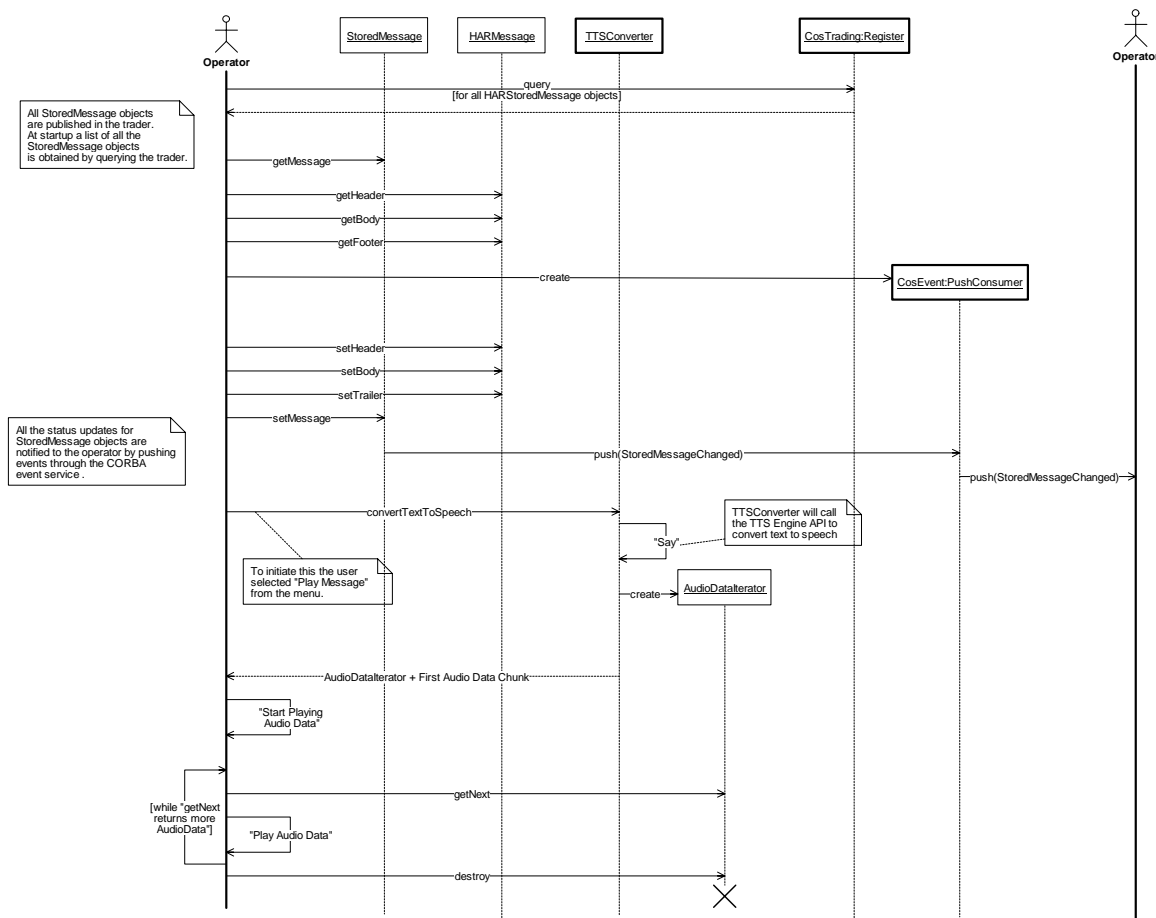 StoredMessage
HARMessage
TTSConverter
CosTrading:Register
Operator
Operator
query
[for all HARStoredMessage objects]
All StoredMessage objects
are published in the trader.
At startup a list of all the
StoredMessage objects
is obtained by querying the trader.
getMessage
getHeader
getBody
getFooter
create
CosEvent:PushConsumer
setHeader
setBody
setTrailer
setMessage
All the status updates for
StoredMessage objects are
notified to the operator by pushing
events through the CORBA
event service .
push(StoredMessageChanged)
push(StoredMessageChanged)
convertTextToSpeech
TTSConverter will call
the TTS Engine API to
convert text to speech
"Say"
To initiate this the user
selected "Play Message"
from the menu.
create
AudioDataIterator
AudioDataIterator + First Audio Data Chunk
"Start Playing
Audio Data"
getNext
[while "getNext
returns more
AudioData"]
"Play Audio Data"
destroy